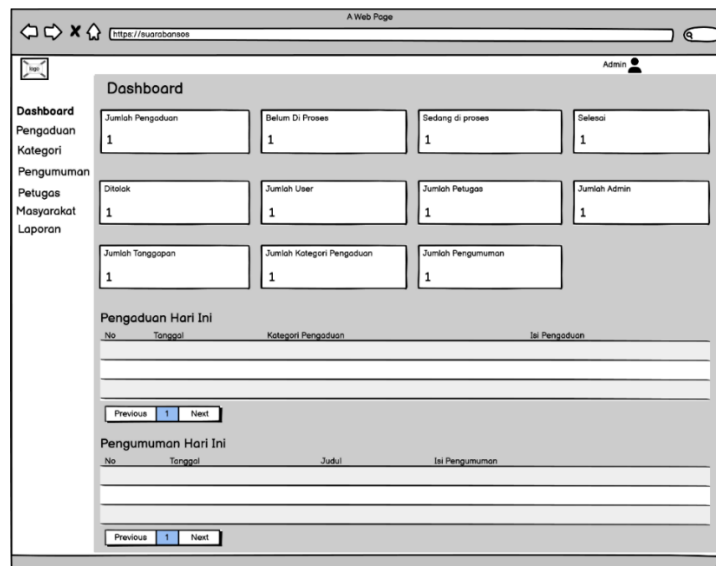 A Web Page
https://suarabansos
logo
Admin
Dashboard
Pengaduan
Kategori
Pengumuman
Petugas
Masyarakat
Laporan
Dashboard
Jumlah Pengaduan
1
Belum Di Proses
1
Sedang di proses
1
Selesai
1
Ditolak
1
Jumlah User
1
Jumlah Petugas
1
Jumlah Admin
1
Jumlah Tanggapan
1
Jumlah Kategori Pengaduan
1
Jumlah Pengumuman
1
Pengaduan Hari Ini
No Tanggal Kategori Pengaduan Isi Pengaduan
Previous 1 Next
Pengumuman Hari Ini
No Tanggal Judul Isi Pengumuman
Previous 1 Next